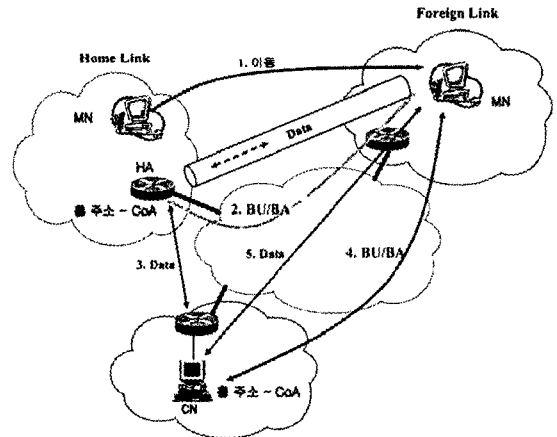 Foreign Link
Home Link
1. 이동
MN
MN
Data
HA
홈 주소 ~ CoA
2. BU/BA
3. Data
5. Data
4. BU/BA
홈 주소 ~ CoA
CN